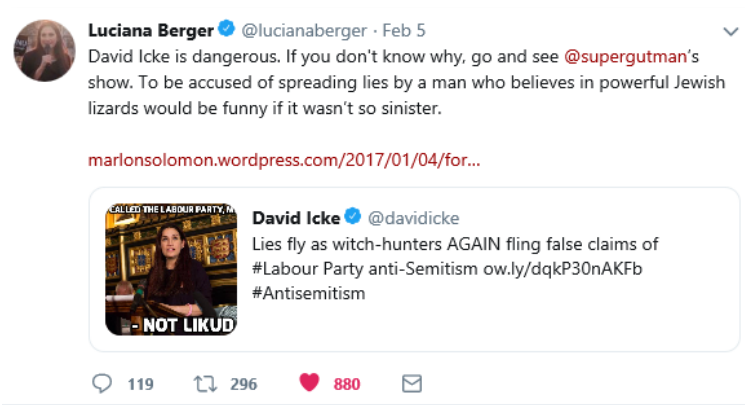 Luciana Berger @lucianaberger · Feb 5
David Icke is dangerous. If you don't know why, go and see @supergutman's
show. To be accused of spreading lies by a man who believes in powerful Jewish
lizards would be funny if it wasn't so sinister.
marlonsolomon.wordpress.com/2017/01/04/for...
CALLED THE LABOUR PARTY, M
- NOT LIKUD
David Icke @davidicke
Lies fly as witch-hunters AGAIN fling false claims of
#Labour Party anti-Semitism ow.ly/dqkP30nAKFb
#Antisemitism
119 296 880